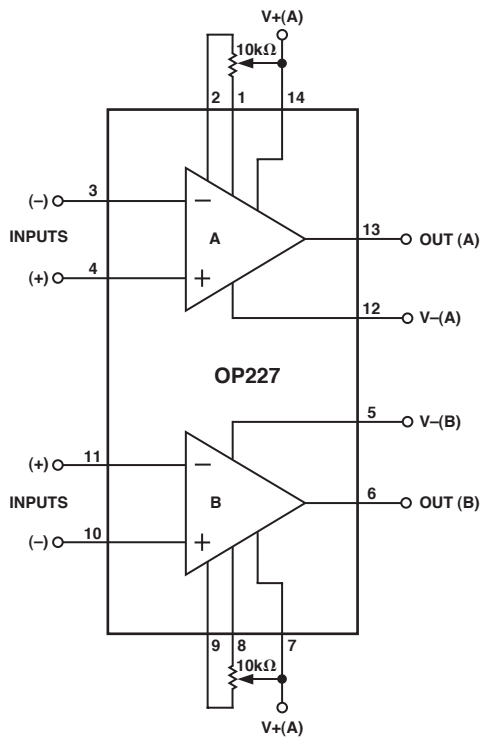 V+(A)
10kΩ
2 1 14
3
(–)
–
INPUTS
A
13
OUT (A)
4
(+)
+
12
V–(A)
OP227
5
V–(B)
11
(+)
–
INPUTS
B
6
OUT (B)
10
(–)
+
9 8 7
10kΩ
V+(A)